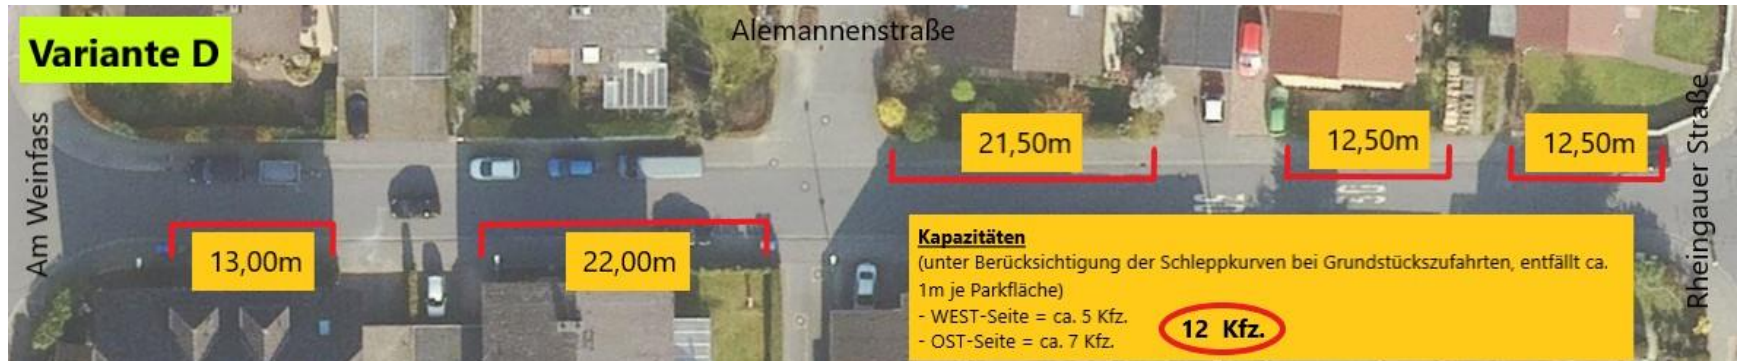 Variante D
Alemannenstraße
Am Weinfass
Rheingauer Straße
21,50m
12,50m
12,50m
13,00m
22,00m
Kapazitäten
(unter Berücksichtigung der Schleppkurven bei Grundstückszufahrten, entfällt ca.
1m je Parkfläche)
- WEST-Seite = ca. 5 Kfz.
- OST-Seite = ca. 7 Kfz.
12 Kfz.
30